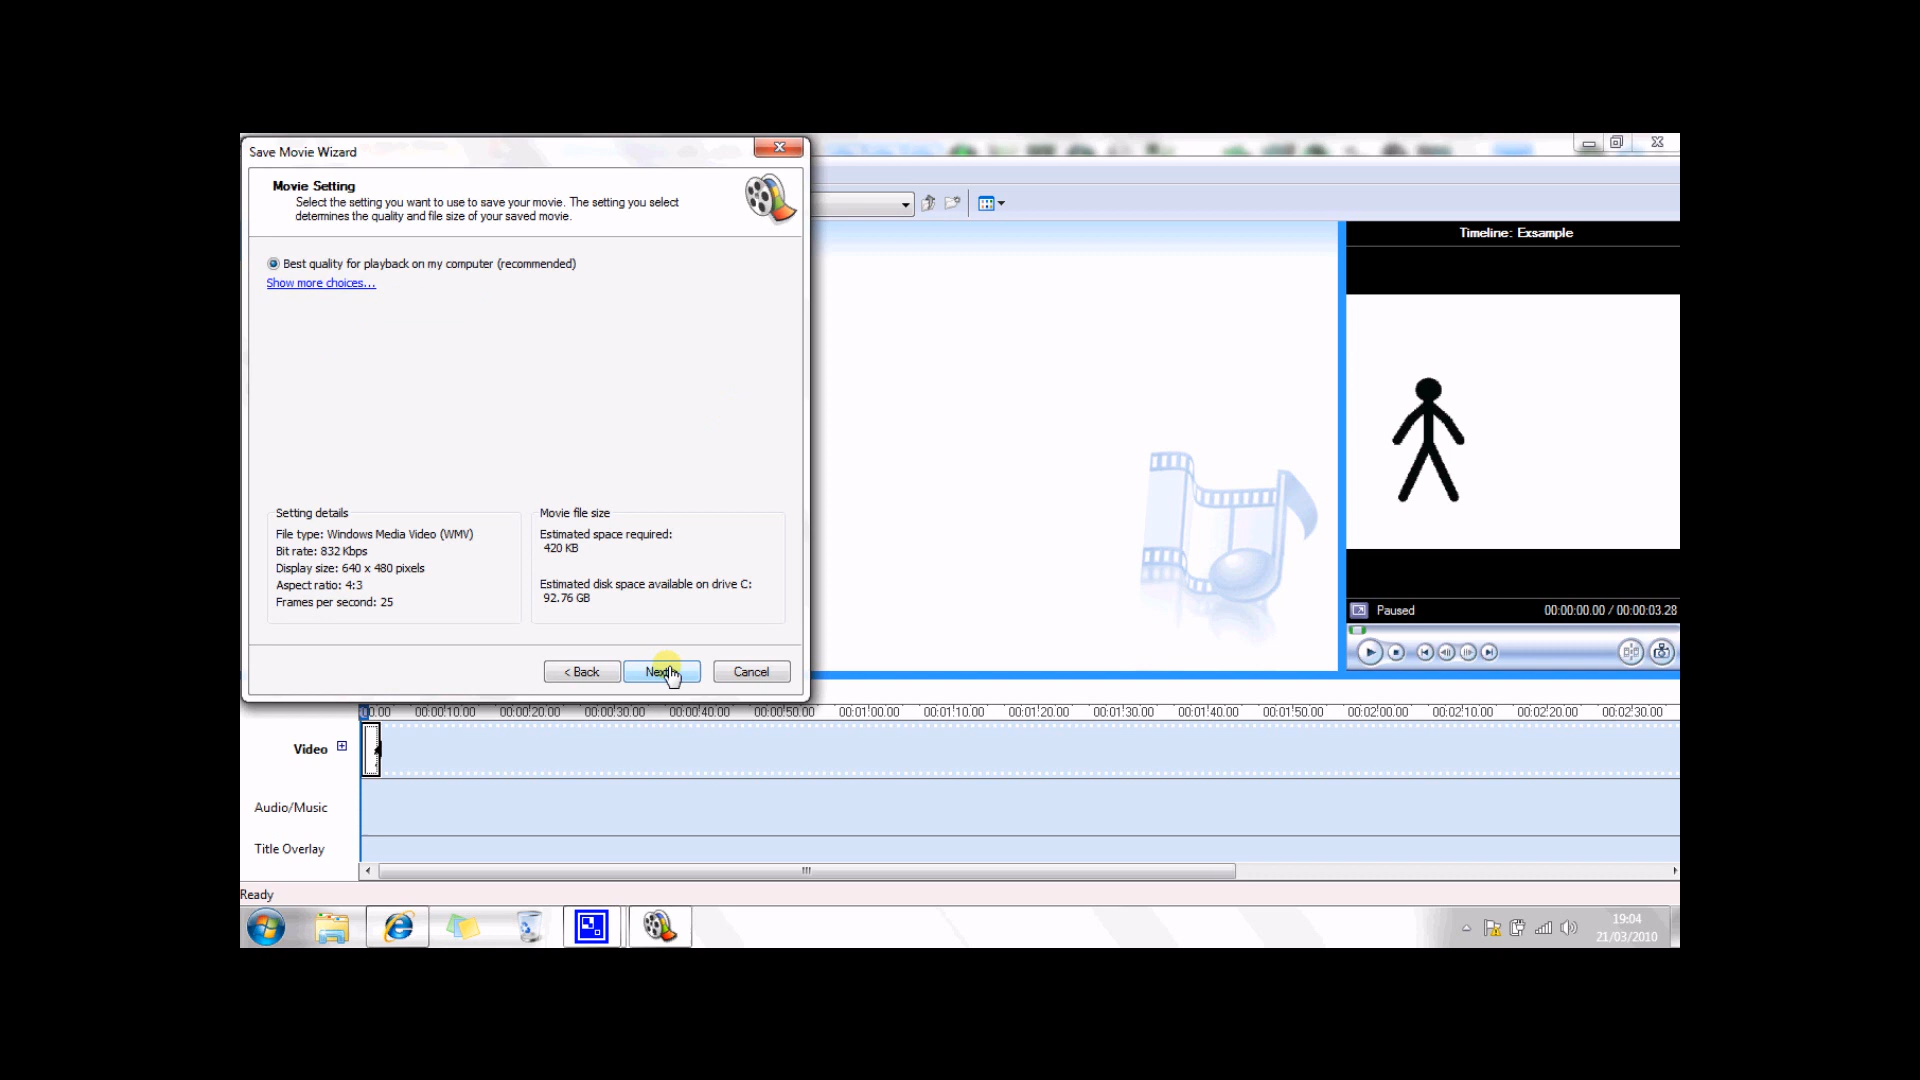 Save Movie Wizard
Movie Setting
Select the setting you want to use to save your movie. The setting you select
determines the quality and file size of your saved movie.
Best quality for playback on my computer (recommended)
Show more choices...
Setting details
File type: Windows Media Video (WMV)
Bit rate: 832 Kbps
Display size: 640 x 480 pixels
Aspect ratio: 4:3
Frames per second: 25
Movie file size
Estimated space required:
420 KB
Estimated disk space available on drive C:
92.76 GB
< Back
Cancel
Timeline: Exsample
Paused
00:00:00.00 / 00:00:03.28
00:00:10.00 00:00:20.00 00:00:30.00 00:00:40.00 00:00:50.00 00:01:00.00 00:01:10.00 00:01:20.00 00:01:30.00 00:01:40.00 00:01:50.00 00:02:00.00 00:02:10.00 00:02:20.00 00:02:30.00
Video
Audio/Music
Title Overlay
Ready
19:04
21/03/2010